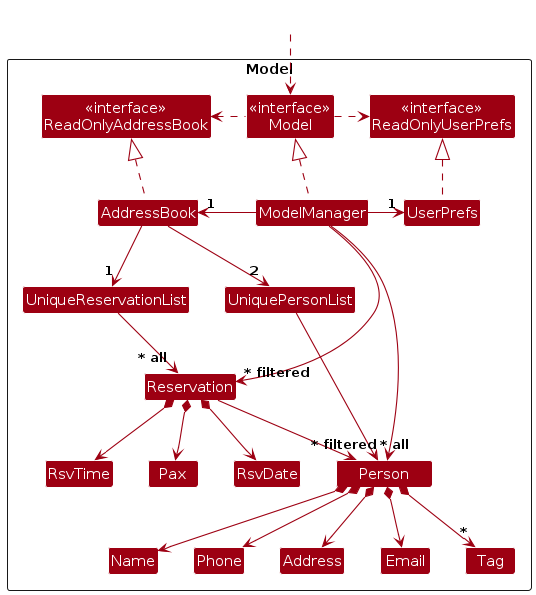 Model
«interface»
ReadOnlyAddressBook
«interface»
Model
«interface»
ReadOnlyUserPrefs
AddressBook
1
ModelManager
1
UserPrefs
1
2
UniqueReservationList
UniquePersonList
* all
* filtered
Reservation
* filtered
* all
RsvTime
Pax
RsvDate
Person
*
Name
Phone
Address
Email
Tag